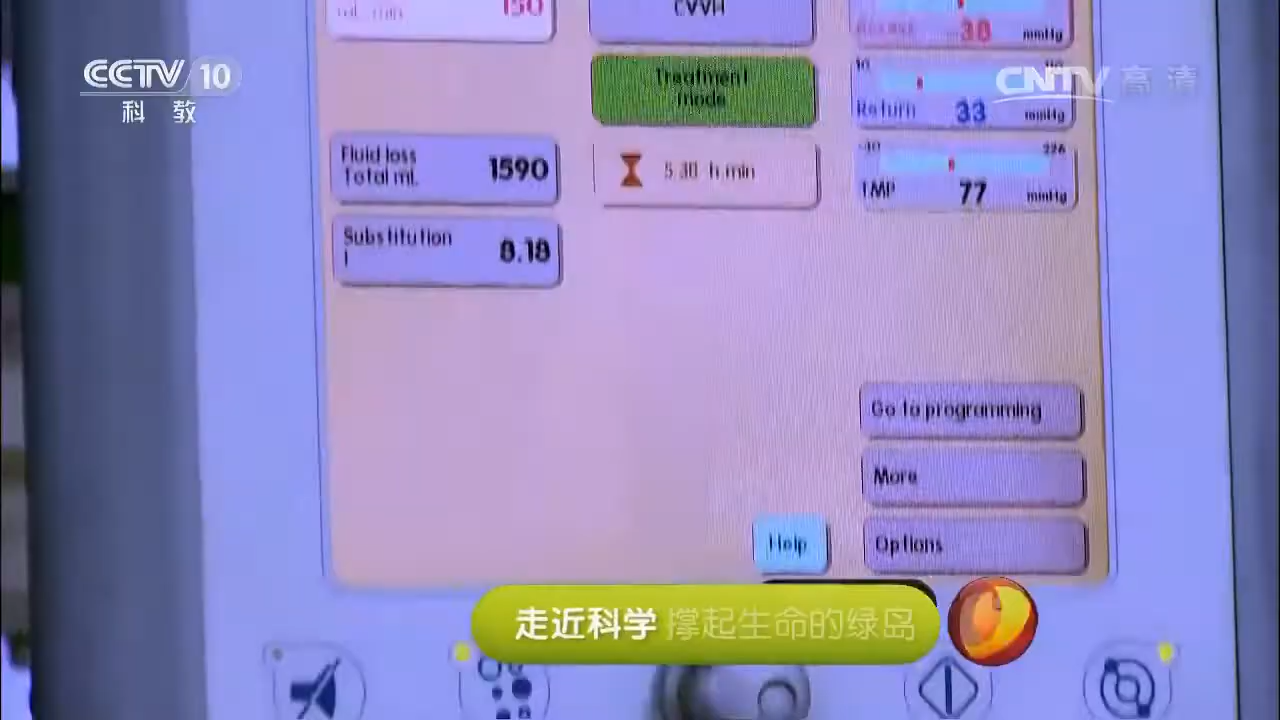 150
CVVH
38
mmHg
CCTV 10
科教
Treatment
mode
CNTV 高清
Return 33 mmHg
Fluid loss
Total mL 1590
5.30 h.min
226
TMP 77 mmHg
Substitution
l 8.18
Go to programming
More
Help
Options
走近科学 撑起生命的绿岛